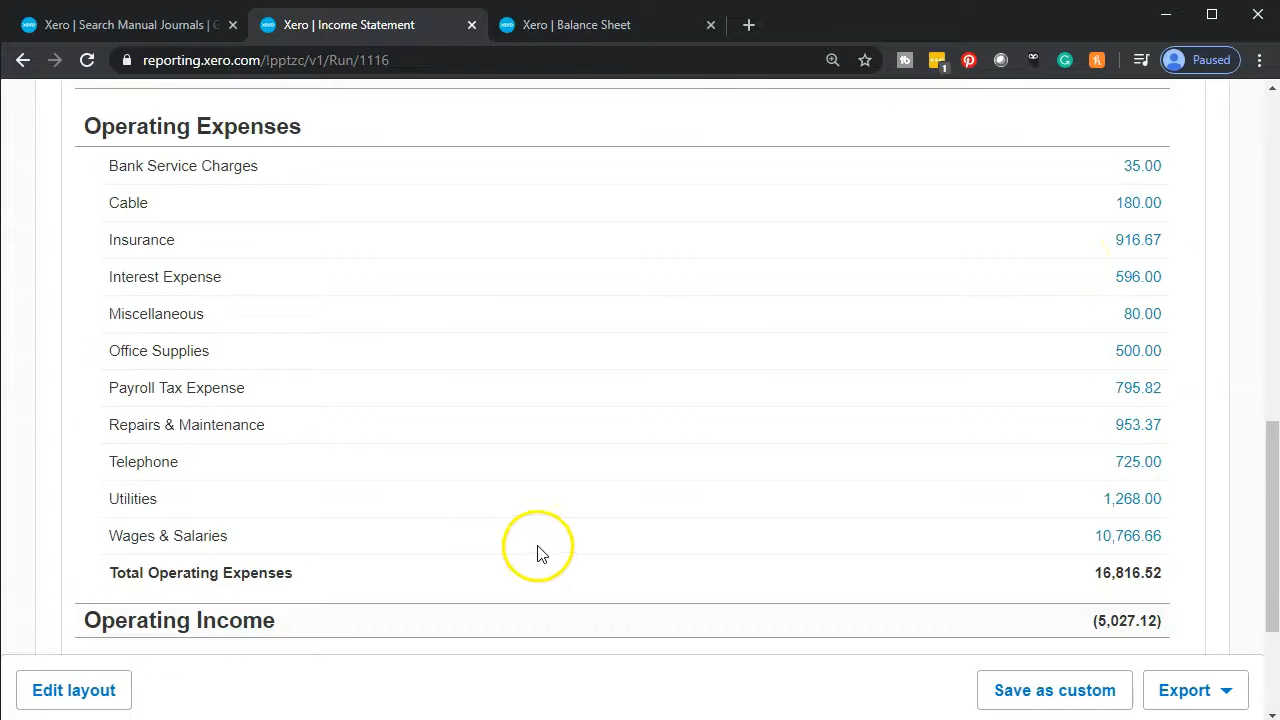 Xero | Search Manual Journals | G
Xero | Income Statement
Xero | Balance Sheet
reporting.xero.com/!pptzc/v1/Run/1116
1
Paused
Operating Expenses
Bank Service Charges 35.00
Cable 180.00
Insurance 916.67
Interest Expense 596.00
Miscellaneous 80.00
Office Supplies 500.00
Payroll Tax Expense 795.82
Repairs & Maintenance 953.37
Telephone 725.00
Utilities 1,268.00
Wages & Salaries 10,766.66
Total Operating Expenses 16,816.52
Operating Income (5,027.12)
Edit layout
Save as custom
Export